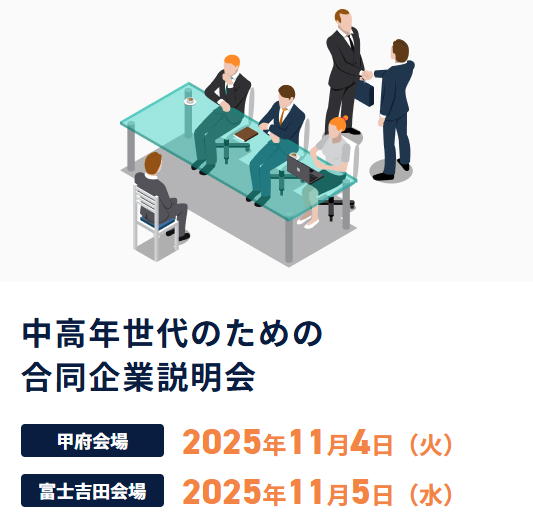 中高年世代のための
合同企業説明会
甲府会場 2025年11月4日（火）
富士吉田会場 2025年11月5日（水）